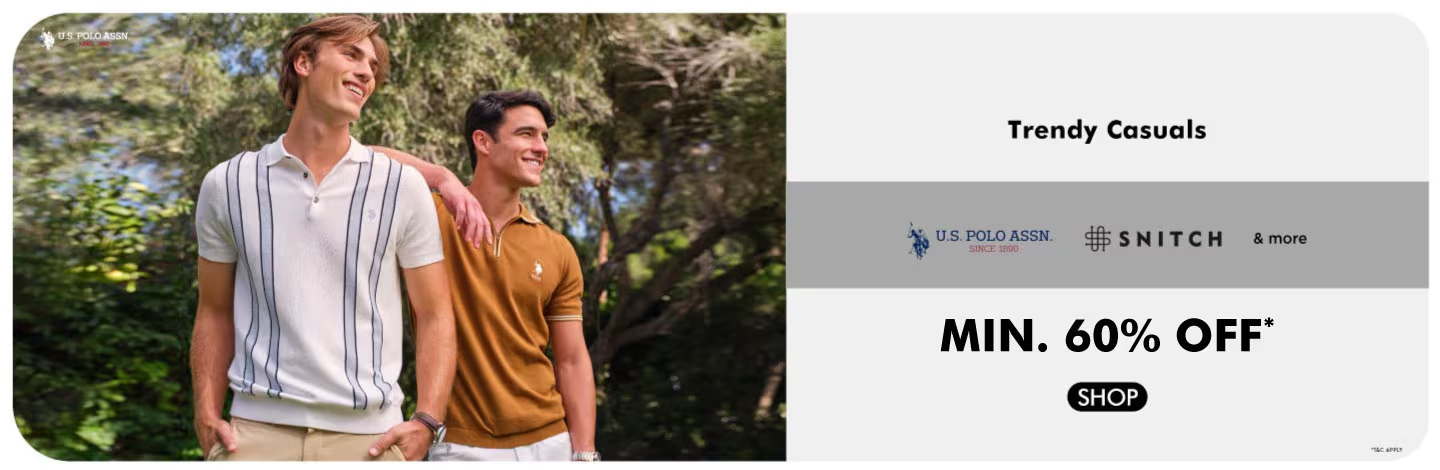 U.S. POLO ASSN.
SINCE 1890
Trendy Casuals
U.S. POLO ASSN.
SINCE 1890
SNITCH
& more
MIN. 60% OFF*
SHOP
*T&C APPLY